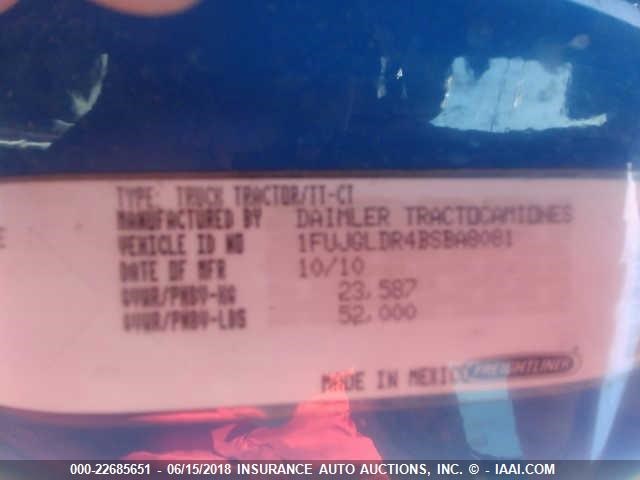 TYPE: TRUCK TRACTOR/TT-CT
MANUFACTURED BY DAIMLER TRACTOCAMIONES
VEHICLE ID NO 1FUJGLDR4BSBA8081
DATE OF MFR 10/10
GVWR/PNBV-KG 23,587
GVWR/PNBV-LBS 52,000
MADE IN MEXICO FREIGHTLINER
000-22685651 - 06/15/2018 INSURANCE AUTO AUCTIONS, INC. © - IAAI.COM